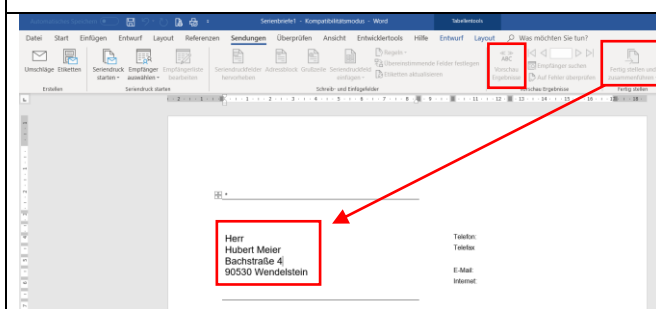 Automatisches Speichern
Serienbriefe1 - Kompatibilitätsmodus - Word
Tabellentools
Datei Start Einfügen Entwurf Layout Referenzen Sendungen Überprüfen Ansicht Entwicklertools Hilfe Entwurf Layout Was möchten Sie tun?
Umschläge Etiketten
Seriendruck starten
Empfänger auswählen
Empfängerliste bearbeiten
Seriendruckfelder hervorheben
Adressblock
Grußzeile
Seriendruckfeld einfügen
Regeln
Übereinstimmende Felder festlegen
Etiketten aktualisieren
ABC
Vorschau Ergebnisse
Empfänger suchen
Auf Fehler überprüfen
Fertig stellen und zusammenführen
Erstellen
Seriendruck starten
Schreib- und Einfügefelder
Vorschau Ergebnisse
Fertig stellen
Herr
Hubert Meier
Bachstraße 4
90530 Wendelstein
Telefon:
Telefax
E-Mail:
Internet: